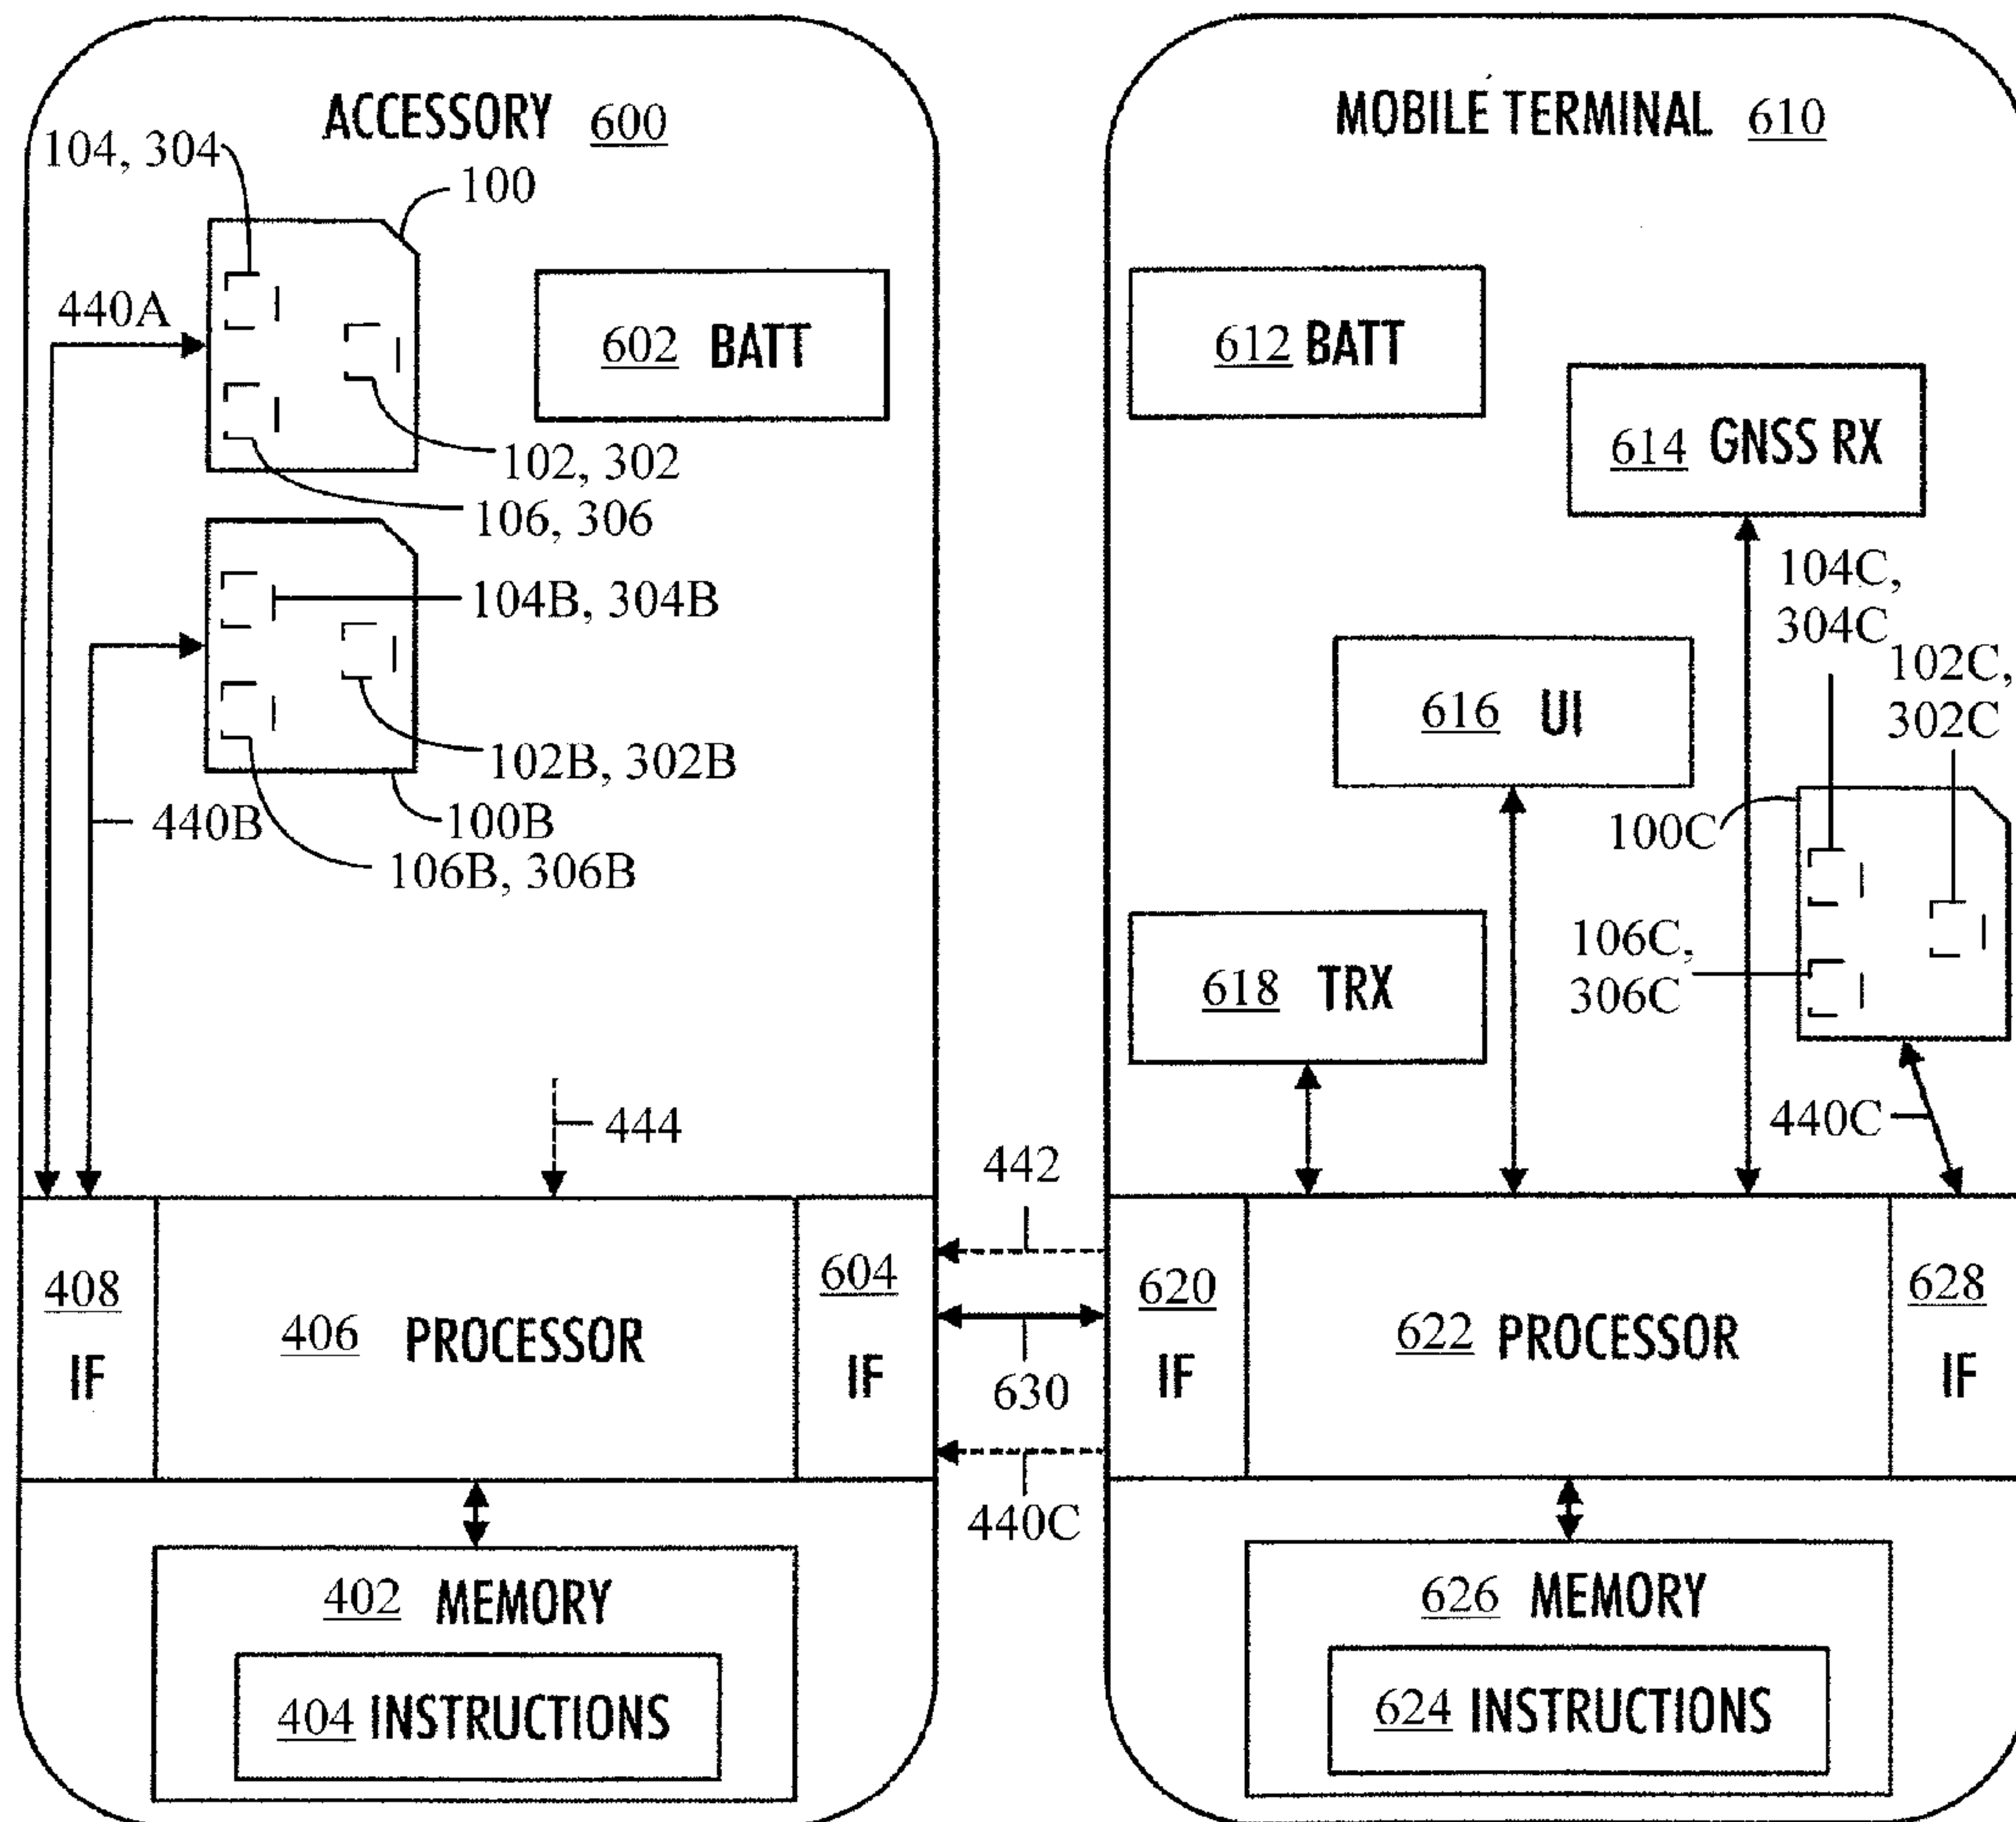 ACCESSORY 600
104, 304
100
440A
602 BATT
102, 302
106, 306
104B, 304B
102B, 302B
440B
100B
106B, 306B
444
408
IF
406 PROCESSOR
604
IF
402 MEMORY
404 INSTRUCTIONS
442
630
440C
MOBILE TERMINAL 610
612 BATT
614 GNSS RX
104C,
304C
102C,
302C
616 UI
100C
106C,
306C
618 TRX
440C
620
IF
622 PROCESSOR
628
IF
626 MEMORY
624 INSTRUCTIONS